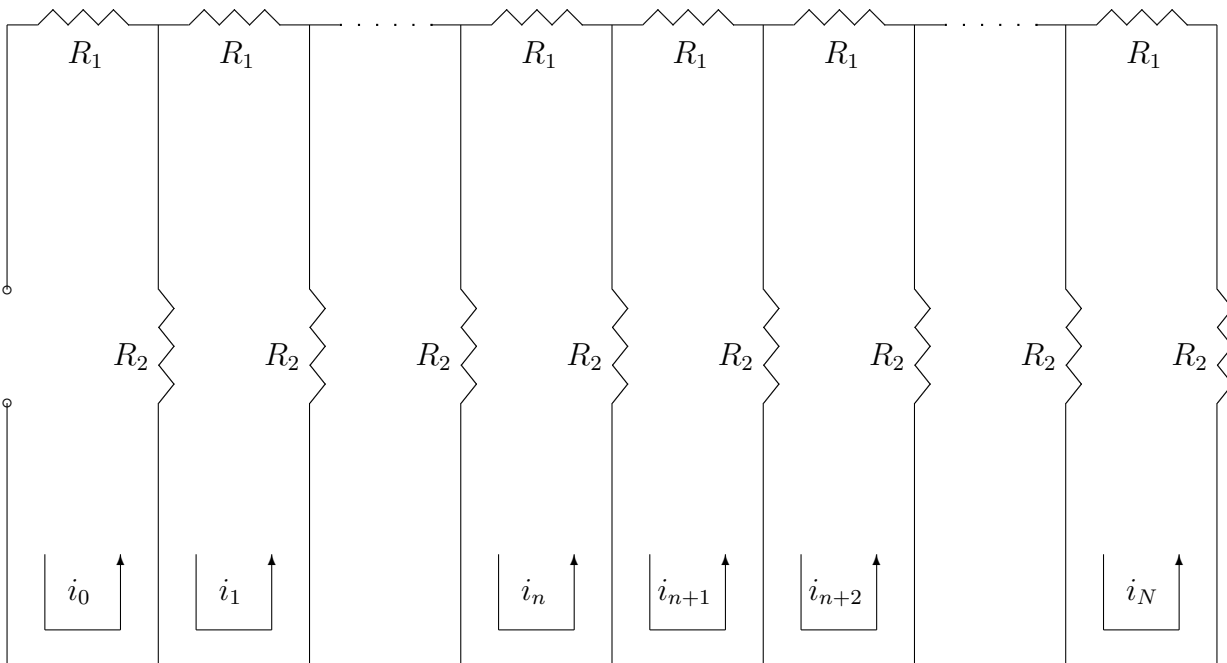 R₁ R₁ R₁ R₁ R₁ R₁
R₂ R₂ R₂ R₂ R₂ R₂ R₂ R₂
i₀ i₁ iₙ iₙ₊₁ iₙ₊₂ i_N